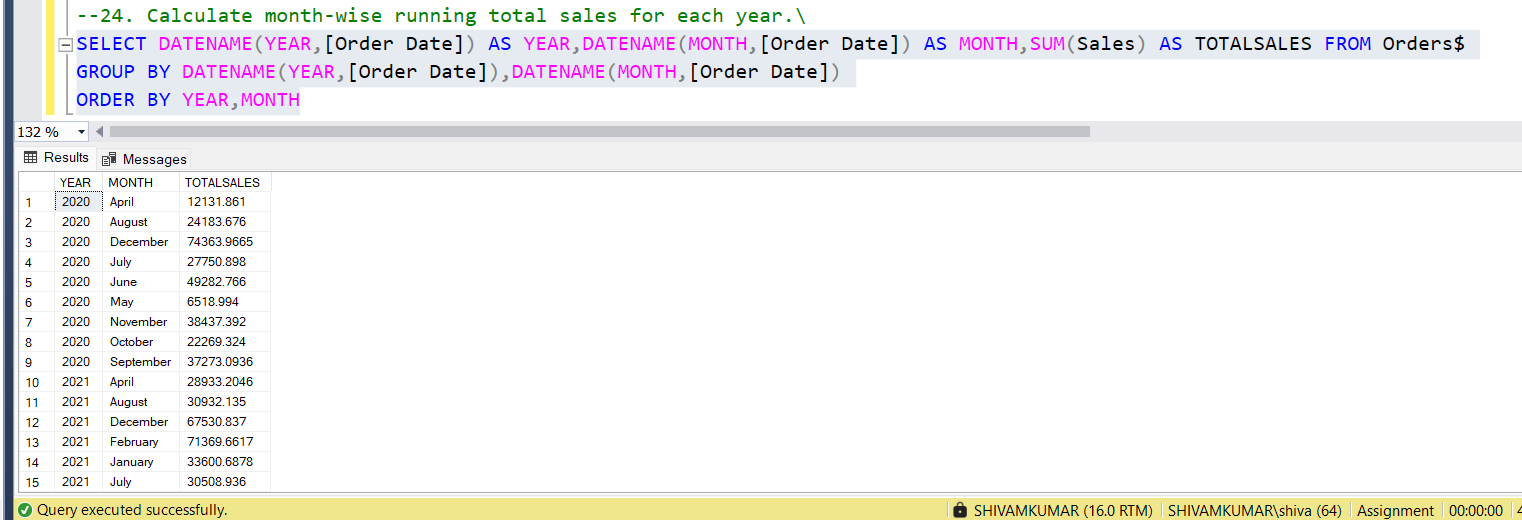 --24. Calculate month-wise running total sales for each year.\
SELECT DATENAME(YEAR,[Order Date]) AS YEAR,DATENAME(MONTH,[Order Date]) AS MONTH,SUM(Sales) AS TOTALSALES FROM Orders$
GROUP BY DATENAME(YEAR,[Order Date]),DATENAME(MONTH,[Order Date])
ORDER BY YEAR,MONTH
132 %
Results Messages
YEAR MONTH TOTALSALES
1 2020 April 12131.861
2 2020 August 24183.676
3 2020 December 74363.9665
4 2020 July 27750.898
5 2020 June 49282.766
6 2020 May 6518.994
7 2020 November 38437.392
8 2020 October 22269.324
9 2020 September 37273.0936
10 2021 April 28933.2046
11 2021 August 30932.135
12 2021 December 67530.837
13 2021 February 71369.6617
14 2021 January 33600.6878
15 2021 July 30508.936
Query executed successfully. SHIVAMKUMAR (16.0 RTM) SHIVAMKUMAR\shiva (64) Assignment 00:00:00